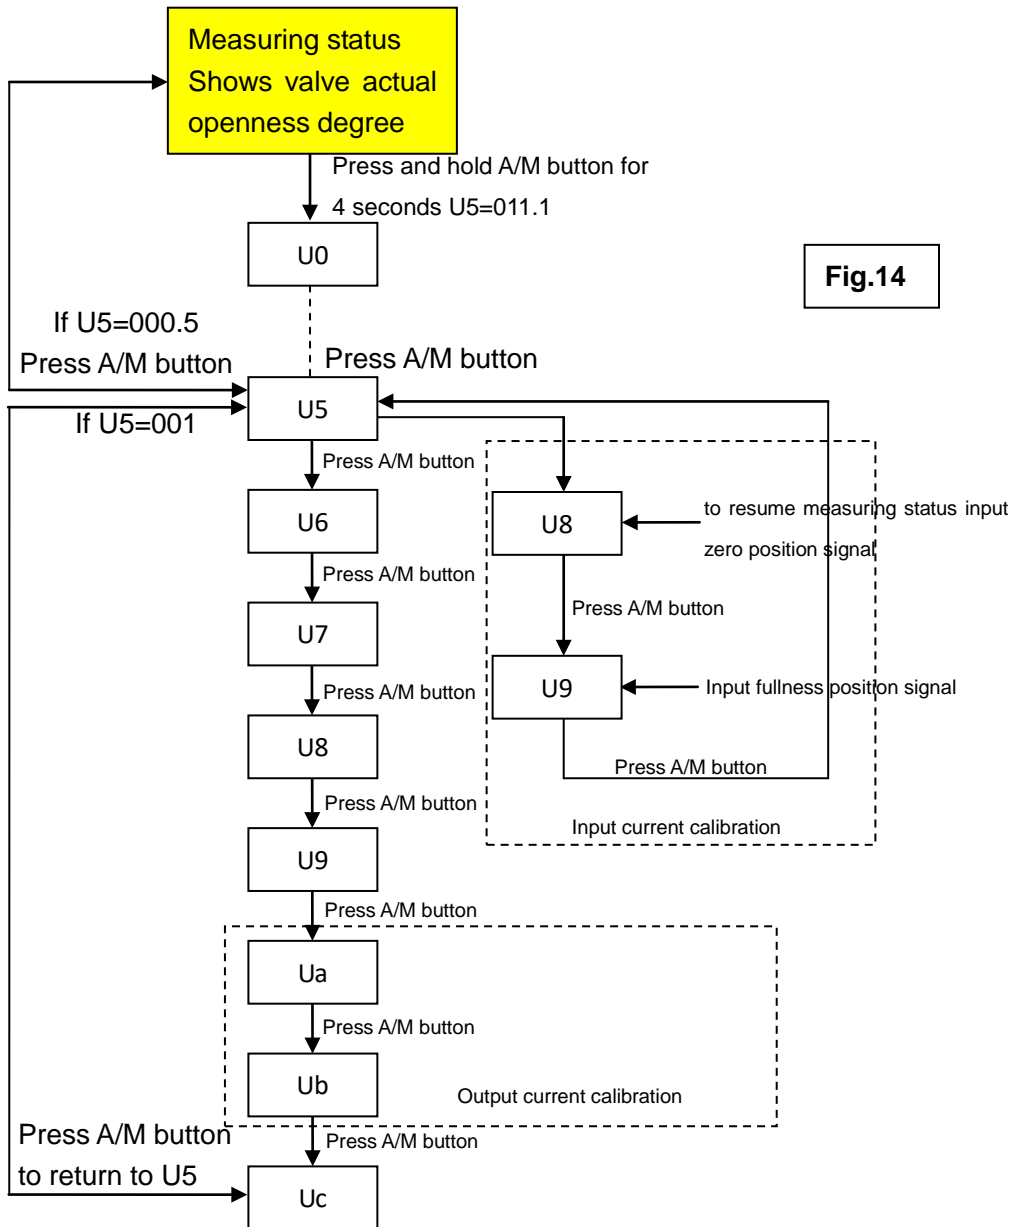 Measuring status
Shows valve actual
openness degree
Press and hold A/M button for
4 seconds U5=011.1
U0
Fig.14
If U5=000.5
Press A/M button
Press A/M button
U5
If U5=001
Press A/M button
U6
U8
to resume measuring status input
zero position signal
Press A/M button
Press A/M button
U7
U9
Input fullness position signal
Press A/M button
U8
Press A/M button
Press A/M button
Input current calibration
U9
Press A/M button
Ua
Press A/M button
Ub
Output current calibration
Press A/M button
to return to U5
Press A/M button
Uc